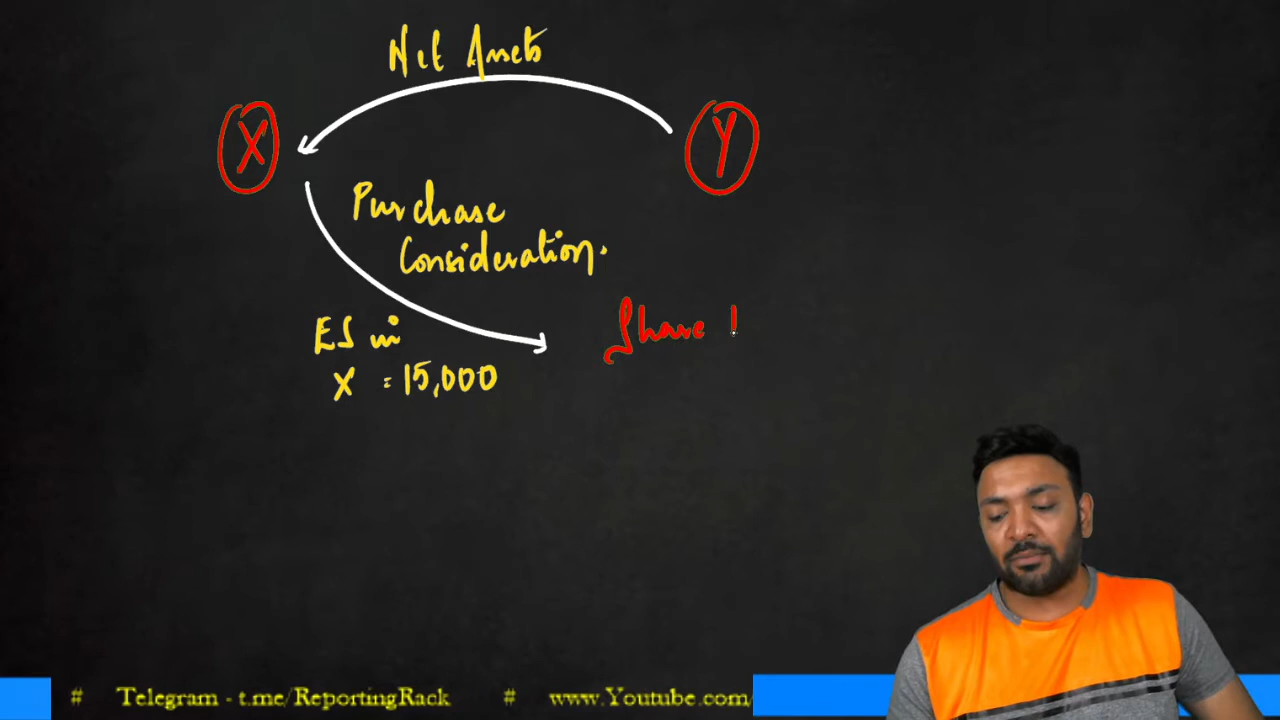 Net Assets
X
Y
Purchase
Consideration.
ES in
X = 15,000
Share
# Telegram - t.me/ReportingRack # www.Youtube.com/